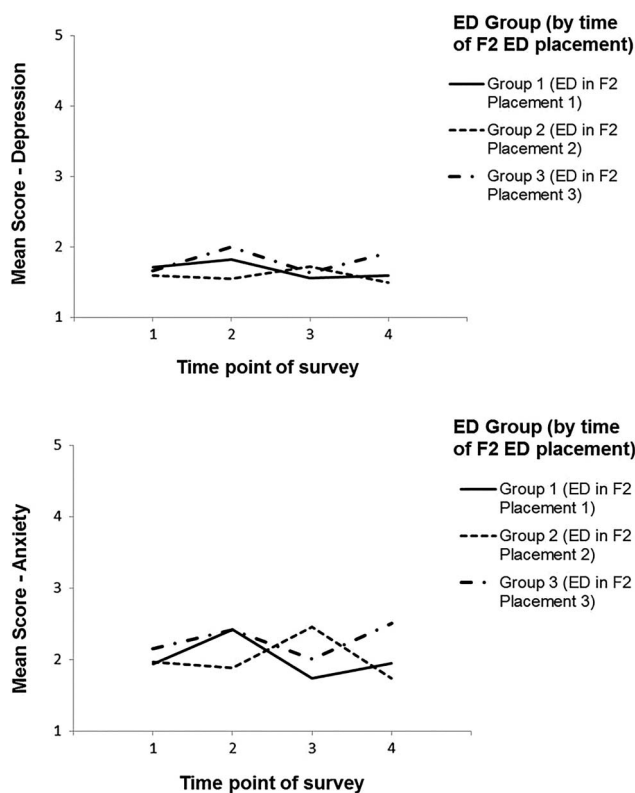 ED Group (by time
of F2 ED placement)
Group 1 (ED in F2
Placement 1)
Group 2 (ED in F2
Placement 2)
Group 3 (ED in F2
Placement 3)
Mean Score - Depression
5
4
3
2
1
1 2 3 4
Time point of survey
ED Group (by time
of F2 ED placement)
Group 1 (ED in F2
Placement 1)
Group 2 (ED in F2
Placement 2)
Group 3 (ED in F2
Placement 3)
Mean Score - Anxiety
5
4
3
2
1
1 2 3 4
Time point of survey